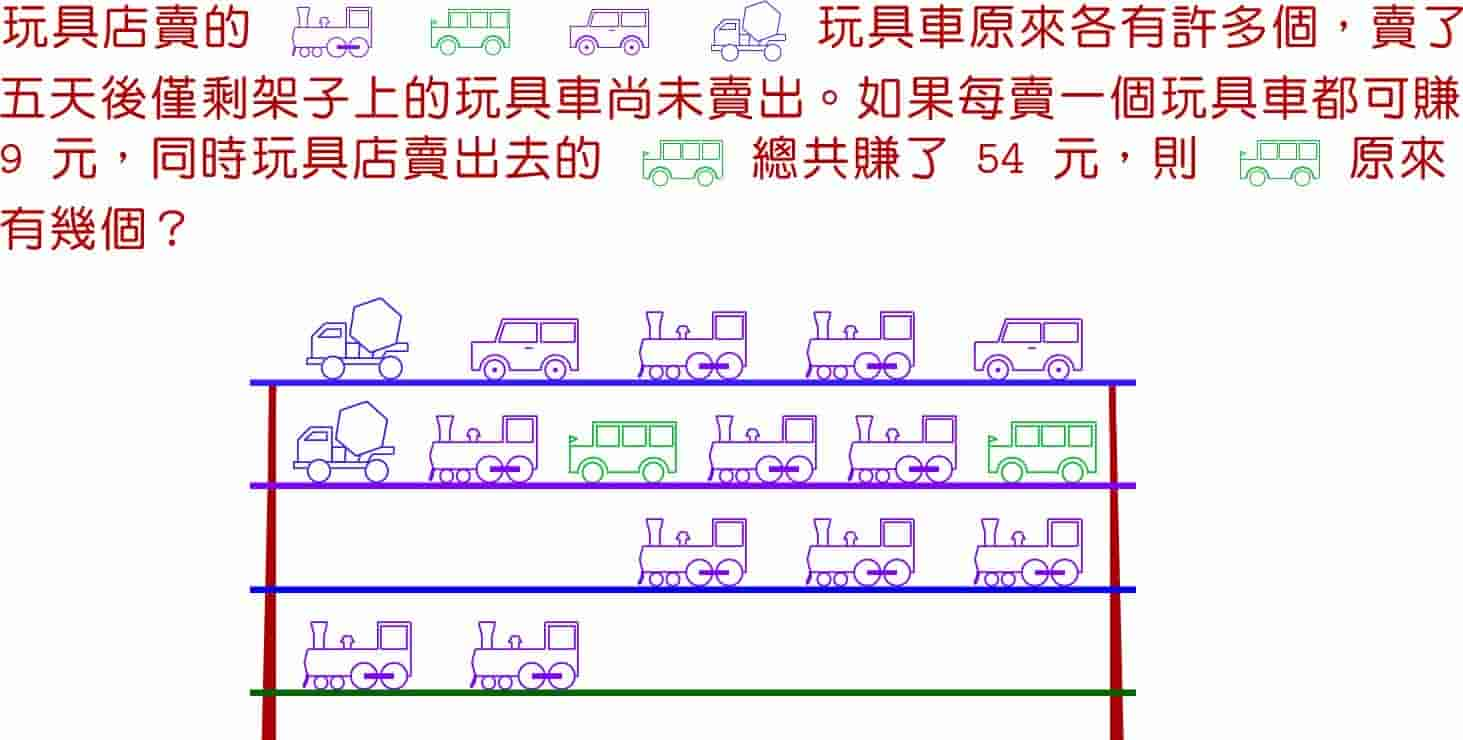 玩具店賣的 玩具車原來各有許多個，賣了
五天後僅剩架子上的玩具車尚未賣出。如果每賣一個玩具車都可賺
9 元，同時玩具店賣出去的 總共賺了 54 元，則 原來
有幾個？